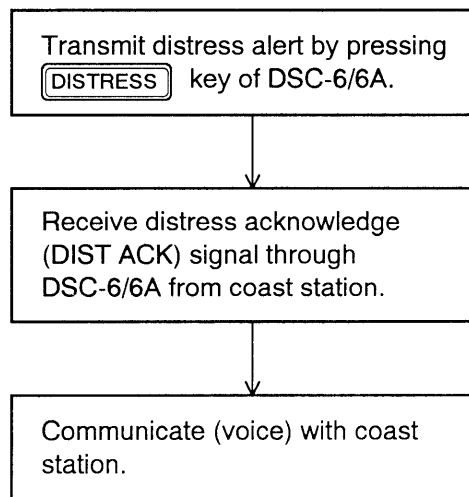 Transmit distress alert by pressing
DISTRESS key of DSC-6/6A.
Receive distress acknowledge
(DIST ACK) signal through
DSC-6/6A from coast station.
Communicate (voice) with coast
station.